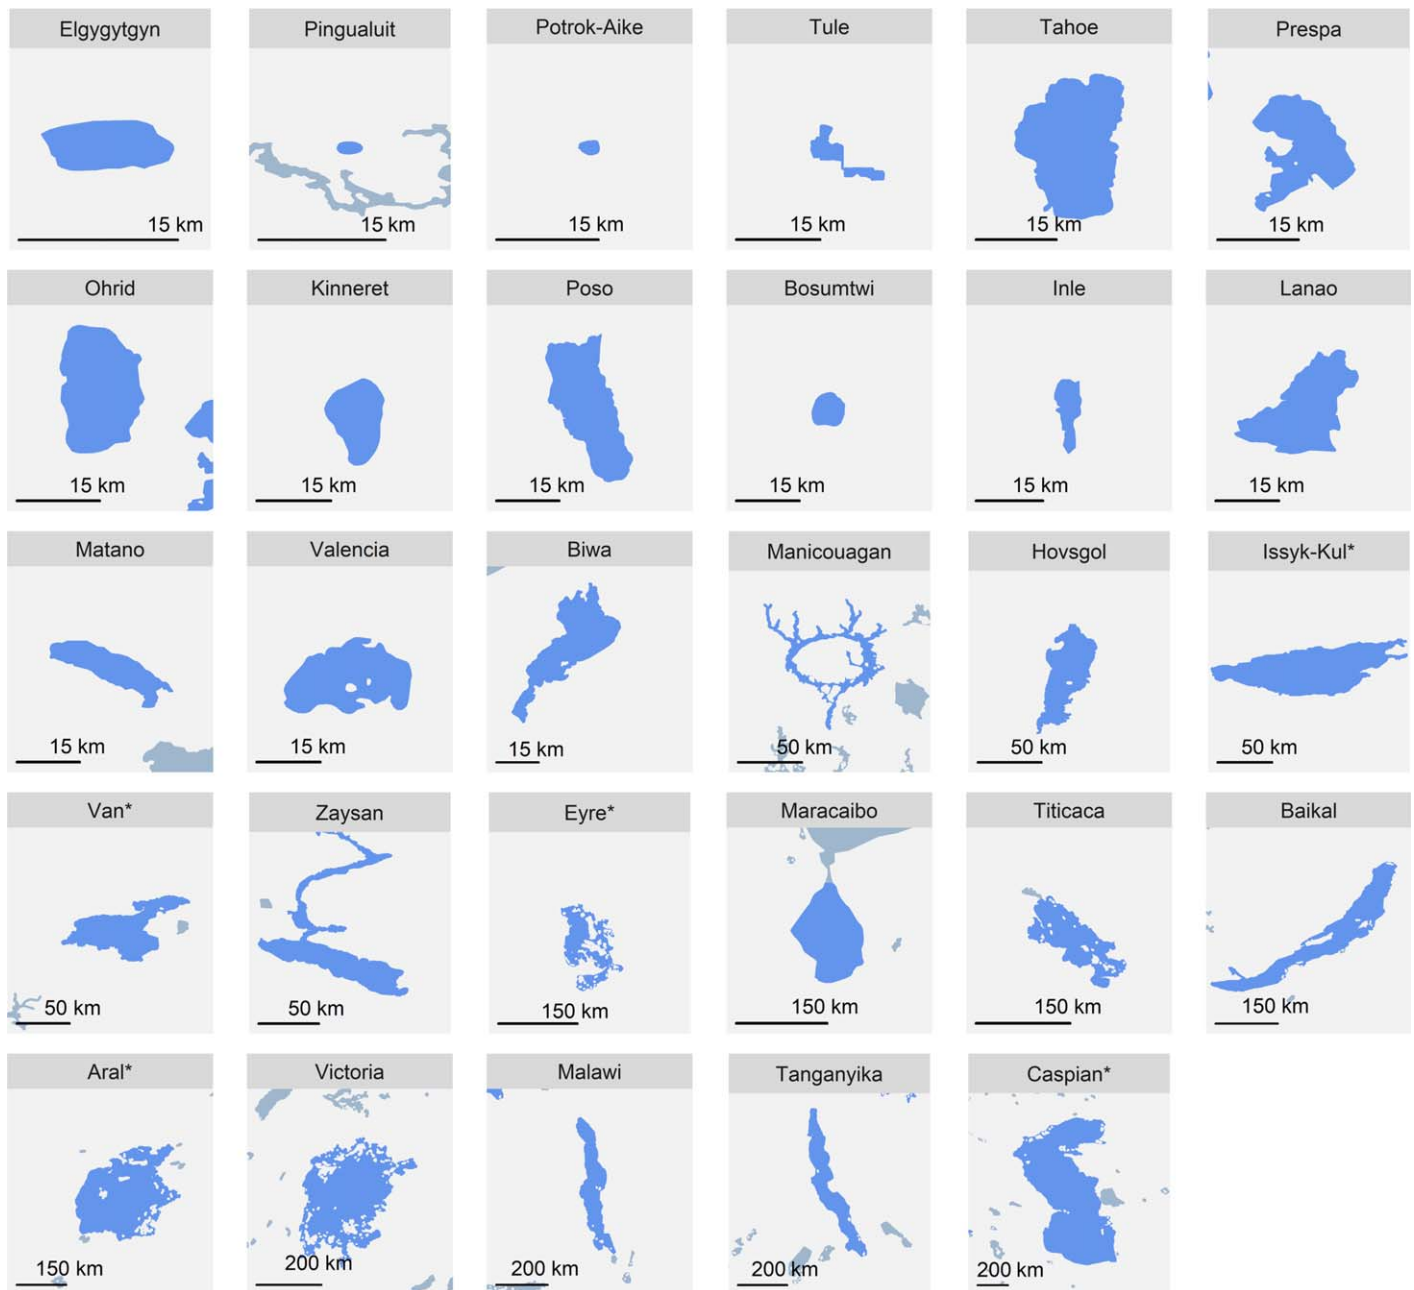 Elgygytgyn
Pingualuit
Potrok-Aike
Tule
Tahoe
Prespa
15 km
15 km
15 km
15 km
15 km
15 km
Ohrid
Kinneret
Poso
Bosumtwi
Inle
Lanao
15 km
15 km
15 km
15 km
15 km
15 km
Matano
Valencia
Biwa
Manicouagan
Hovsgol
Issyk-Kul*
15 km
15 km
15 km
50 km
50 km
50 km
Van*
Zaysan
Eyre*
Maracaibo
Titicaca
Baikal
50 km
50 km
150 km
150 km
150 km
150 km
Aral*
Victoria
Malawi
Tanganyika
Caspian*
150 km
200 km
200 km
200 km
200 km